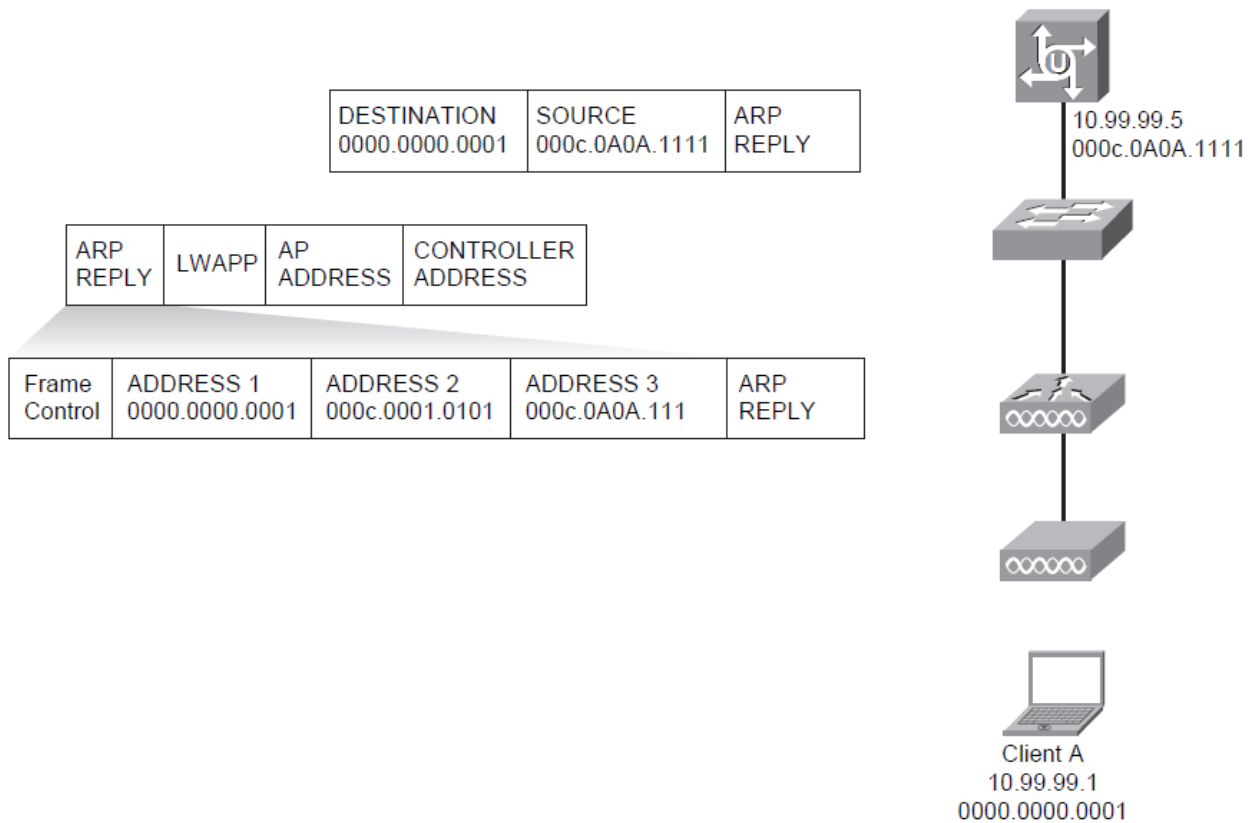 DESTINATION
0000.0000.0001
SOURCE
000c.0A0A.1111
ARP
REPLY
U
10.99.99.5
000c.0A0A.1111
ARP
REPLY
LWAPP
AP
ADDRESS
CONTROLLER
ADDRESS
Frame
Control
ADDRESS 1
0000.0000.0001
ADDRESS 2
000c.0001.0101
ADDRESS 3
000c.0A0A.111
ARP
REPLY
Client A
10.99.99.1
0000.0000.0001